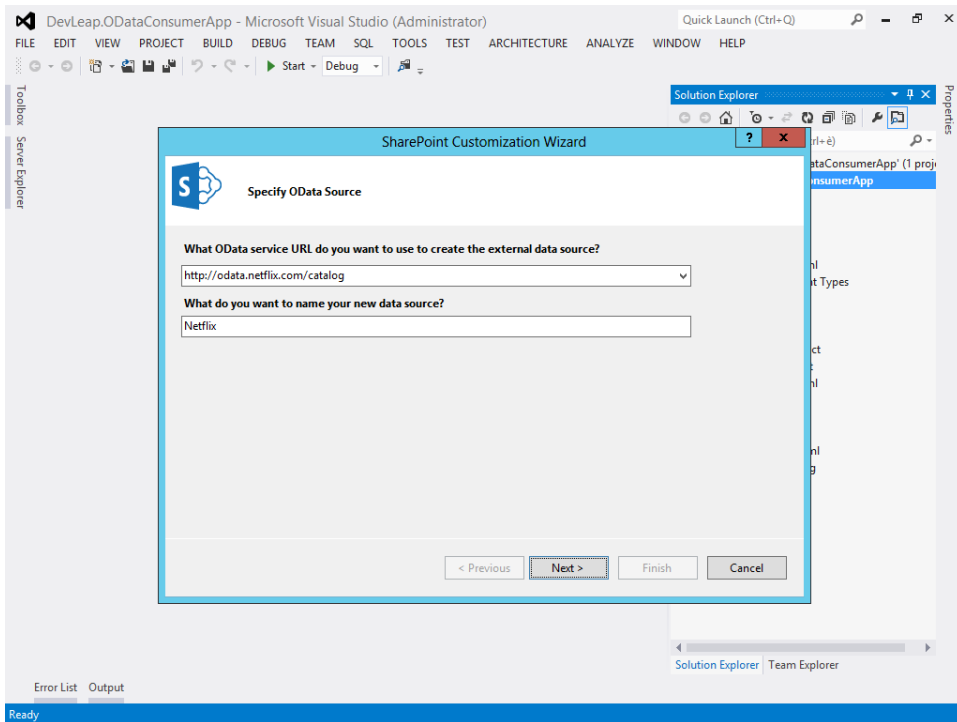 DevLeap.ODataConsumerApp - Microsoft Visual Studio (Administrator)
Quick Launch (Ctrl+Q)
FILE EDIT VIEW PROJECT BUILD DEBUG TEAM SQL TOOLS TEST ARCHITECTURE ANALYZE WINDOW HELP
Start Debug
Toolbox
Server Explorer
Solution Explorer
Properties
SharePoint Customization Wizard
?
x
rl+è)
ataConsumerApp' (1 proj
onsumerApp
S
Specify OData Source
What OData service URL do you want to use to create the external data source?
http://odata.netflix.com/catalog
What do you want to name your new data source?
Netflix
nl
nt Types
ct
nl
nl
g
< Previous Next > Finish Cancel
Solution Explorer Team Explorer
Error List Output
Ready